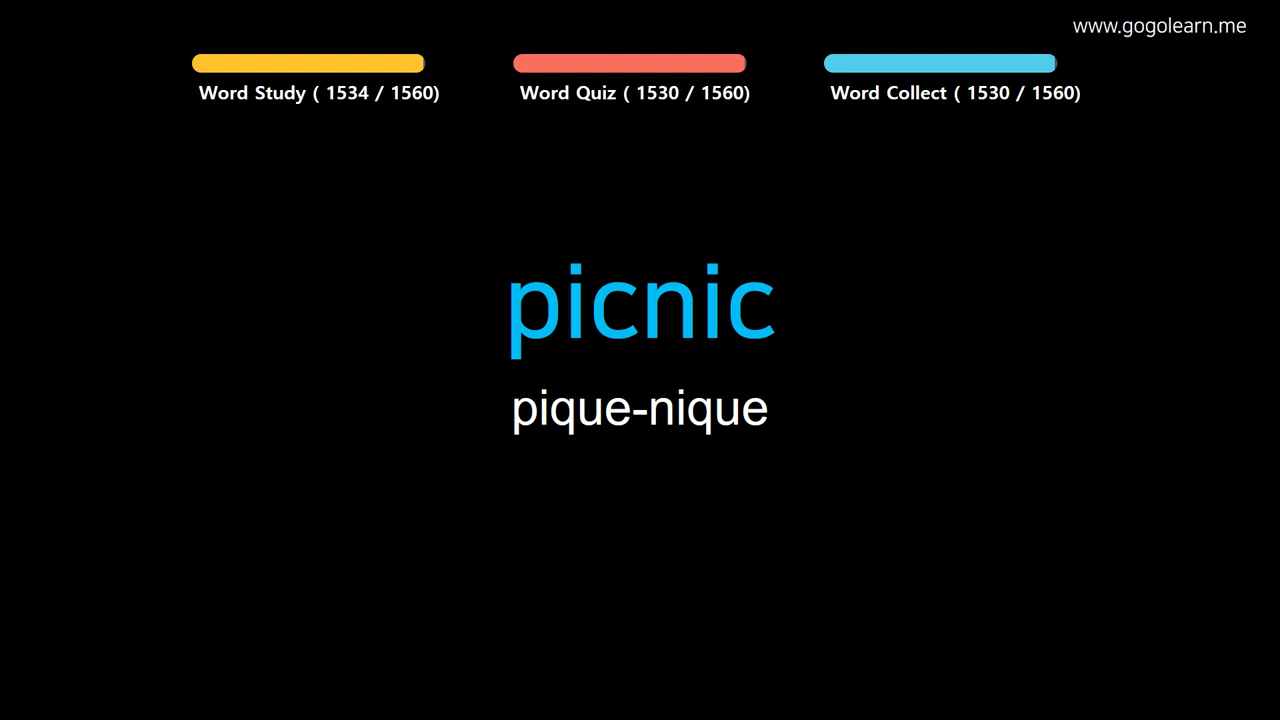 www.gogolearn.me
Word Study ( 1534 / 1560)
Word Quiz ( 1530 / 1560)
Word Collect ( 1530 / 1560)
picnic
pique-nique